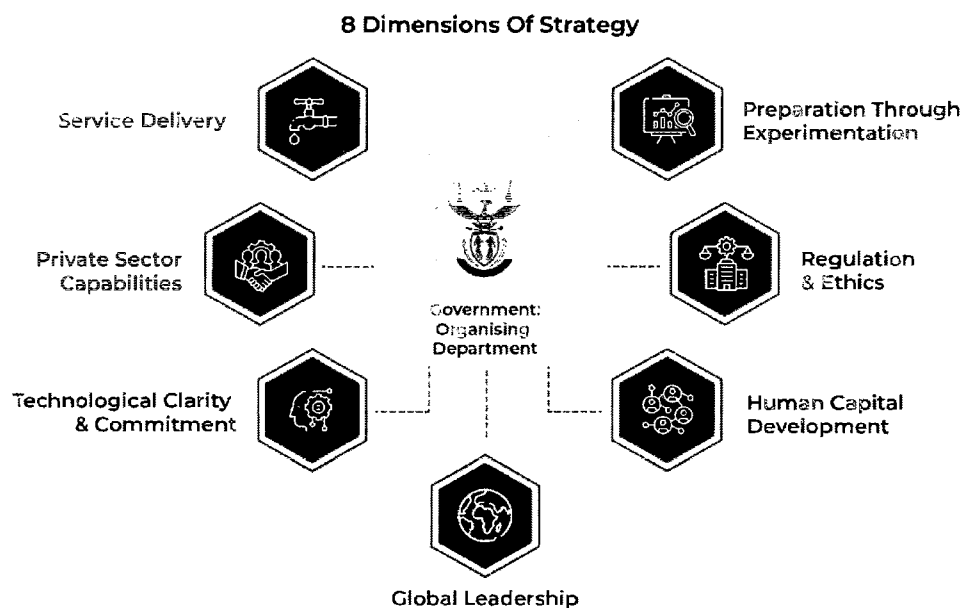 8 Dimensions Of Strategy
Service Delivery
Preparation Through
Experimentation
Private Sector
Capabilities
Regulation
& Ethics
Government:
Organising
Department
Technological Clarity
& Commitment
Human Capital
Development
Global Leadership